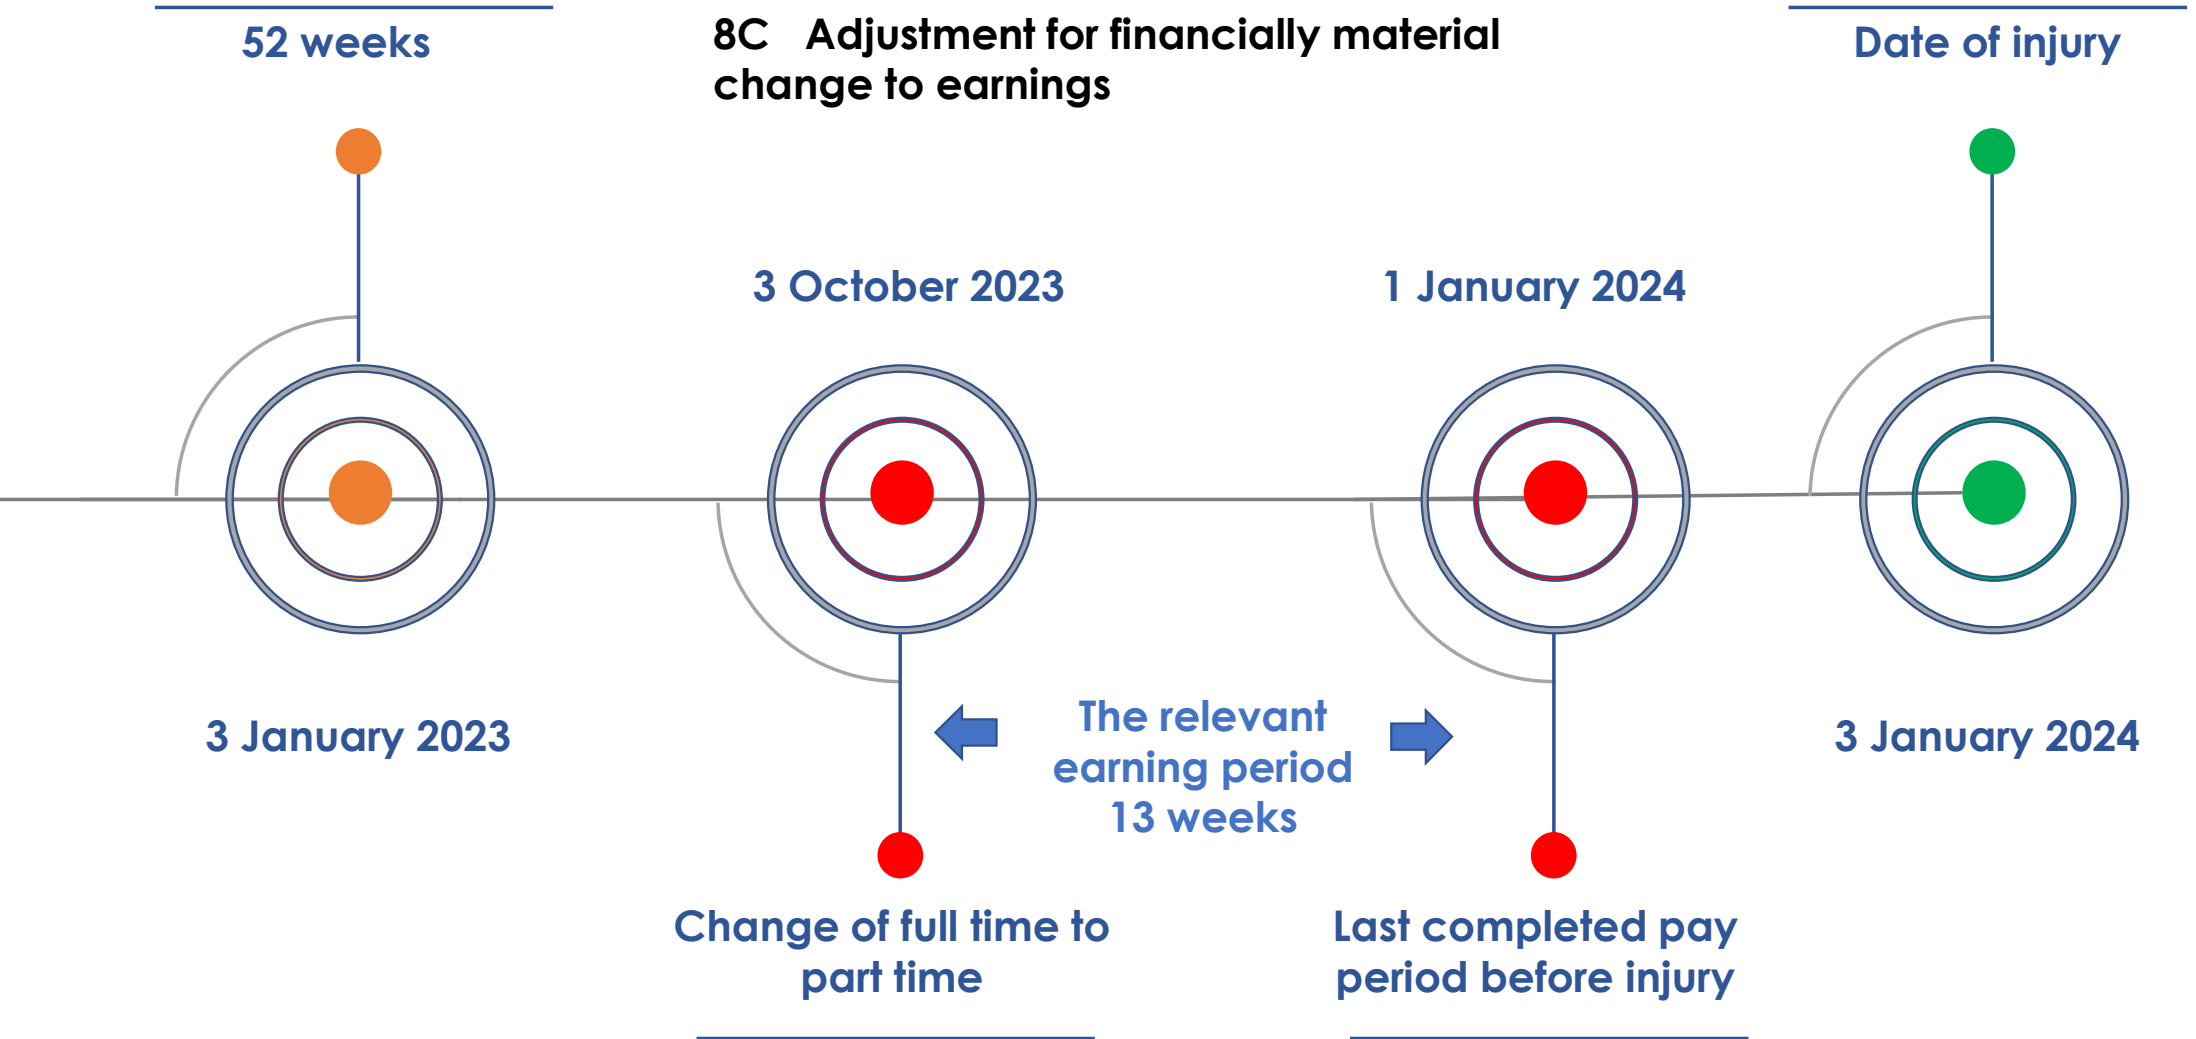 52 weeks
8C Adjustment for financially material
change to earnings
Date of injury
3 October 2023
1 January 2024
3 January 2023
The relevant
earning period
13 weeks
3 January 2024
Change of full time to
part time
Last completed pay
period before injury